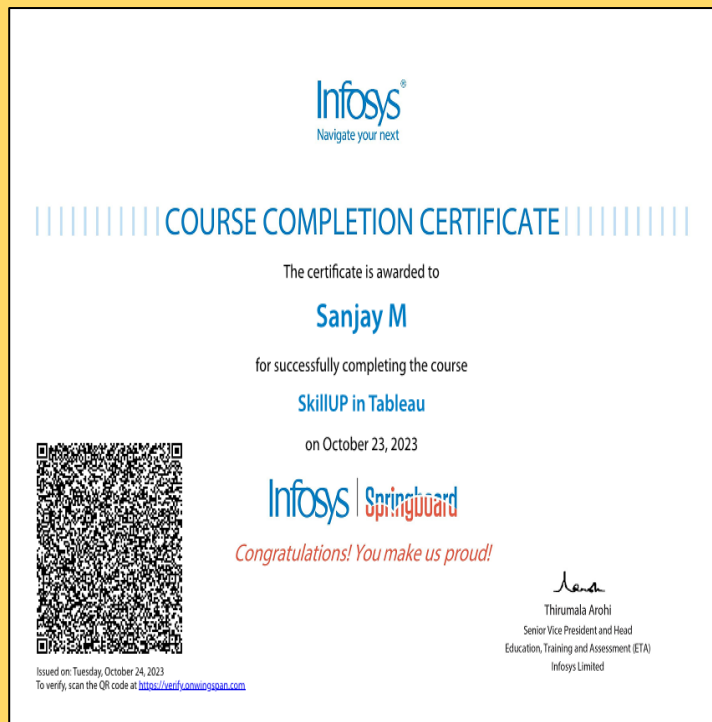 Infosys®
Navigate your next
COURSE COMPLETION CERTIFICATE
The certificate is awarded to
Sanjay M
for successfully completing the course
SkillUP in Tableau
on October 23, 2023
Infosys | Springboard
Congratulations! You make us proud!
Thirumala Arohi
Senior Vice President and Head
Education, Training and Assessment (ETA)
Infosys Limited
Issued on: Tuesday, October 24, 2023
To verify, scan the QR code at https://verify.onwingspan.com